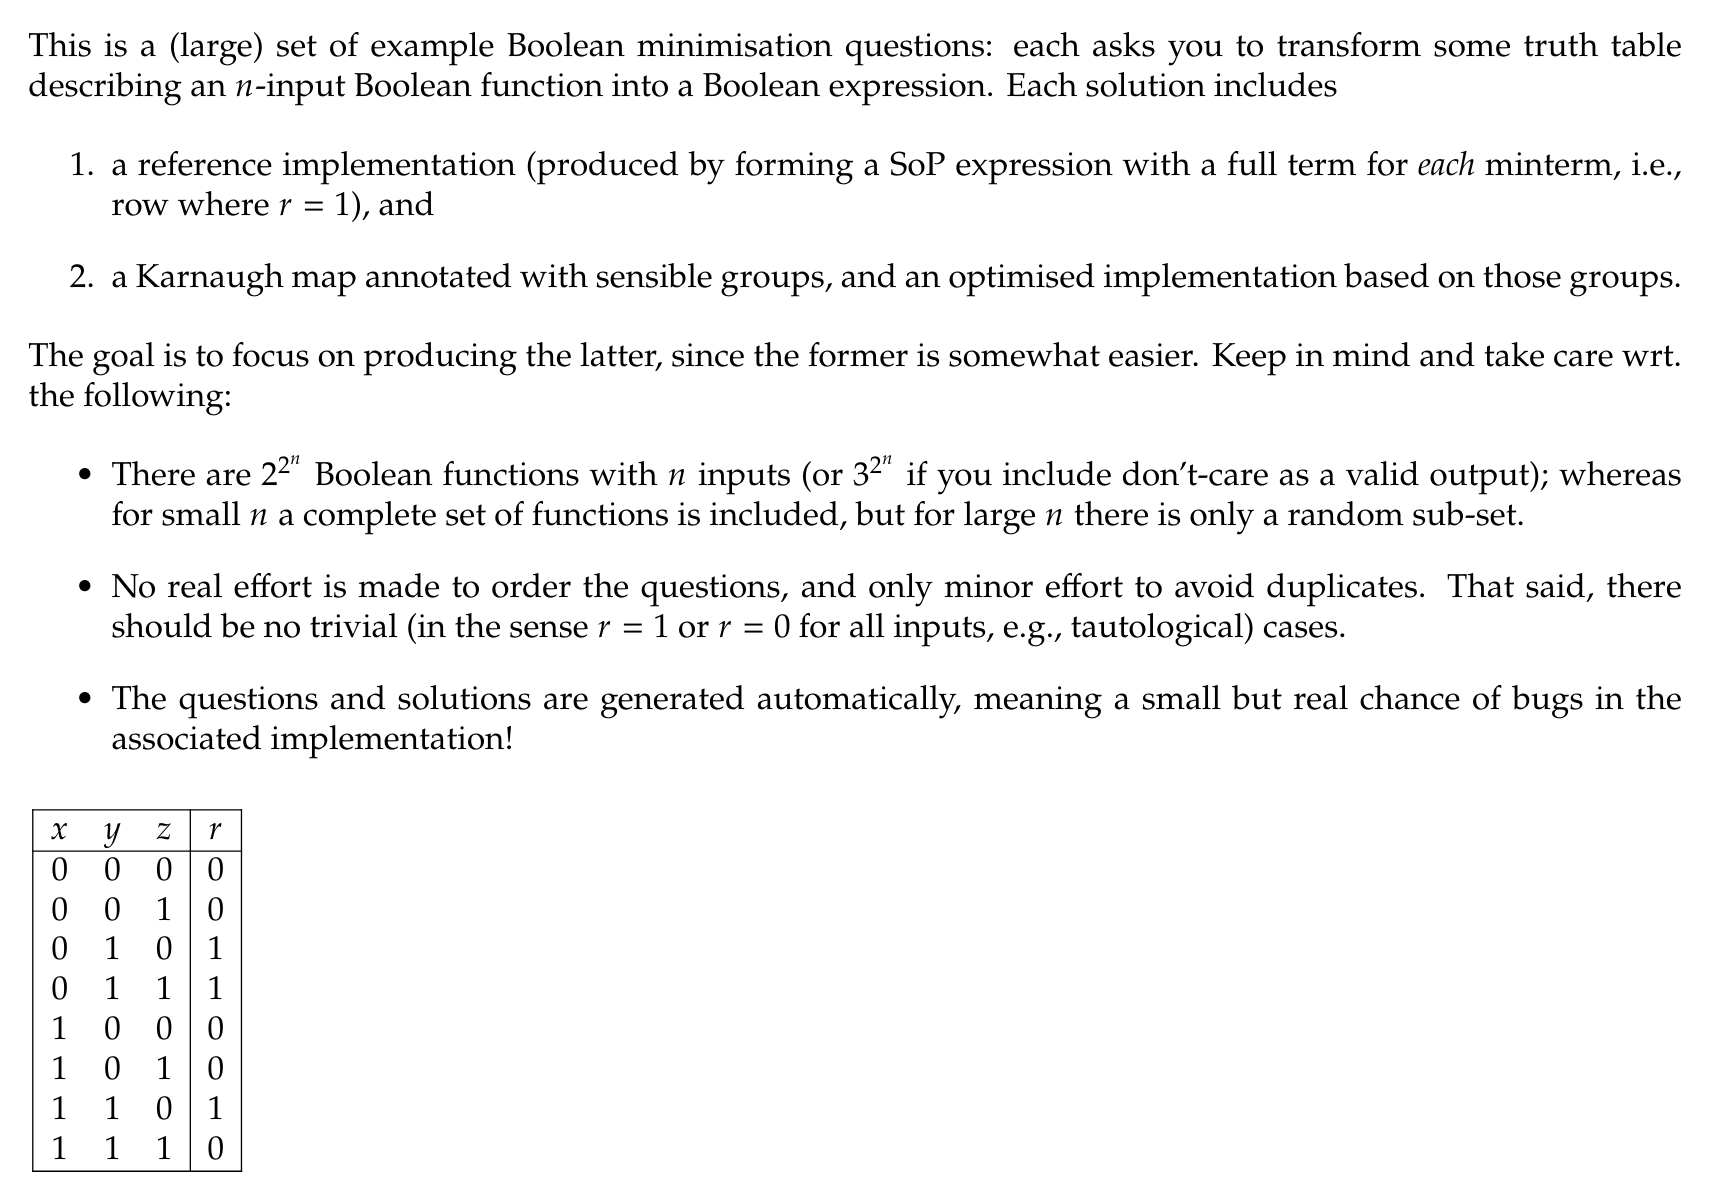 This is a (large) set of example Boolean minimisation questions: each asks you to transform some truth table
describing an n-input Boolean function into a Boolean expression. Each solution includes
1. a reference implementation (produced by forming a SoP expression with a full term for each minterm, i.e.,
row where r = 1), and
2. a Karnaugh map annotated with sensible groups, and an optimised implementation based on those groups.
The goal is to focus on producing the latter, since the former is somewhat easier. Keep in mind and take care wrt.
the following:
• There are 2^{2^n} Boolean functions with n inputs (or 3^{2^n} if you include don't-care as a valid output); whereas
for small n a complete set of functions is included, but for large n there is only a random sub-set.
• No real effort is made to order the questions, and only minor effort to avoid duplicates. That said, there
should be no trivial (in the sense r = 1 or r = 0 for all inputs, e.g., tautological) cases.
• The questions and solutions are generated automatically, meaning a small but real chance of bugs in the
associated implementation!
x y z r
0 0 0 0
0 0 1 0
0 1 0 1
0 1 1 1
1 0 0 0
1 0 1 0
1 1 0 1
1 1 1 0